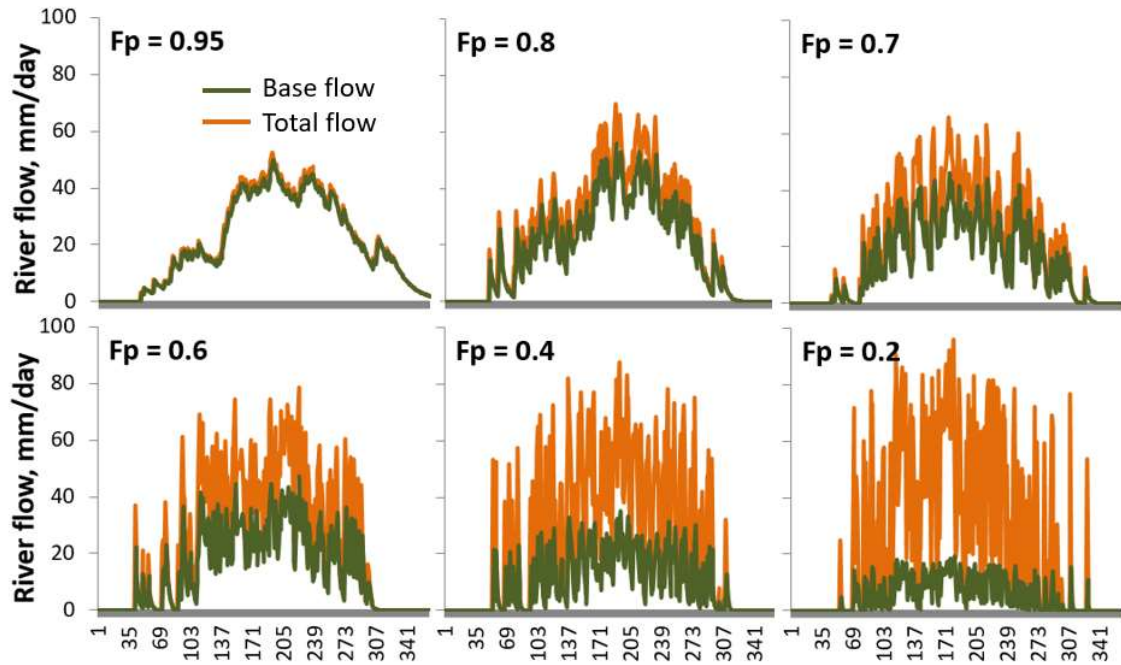 100
80
60
40
20
0
River flow, mm/day
Fp = 0.95
Base flow
Total flow
Fp = 0.8
Fp = 0.7
100
80
60
40
20
0
River flow, mm/day
Fp = 0.6
Fp = 0.4
Fp = 0.2
1 35 69 103 137 171 205 239 273 307 341
1 35 69 103 137 171 205 239 273 307 341
1 35 69 103 137 171 205 239 273 307 341